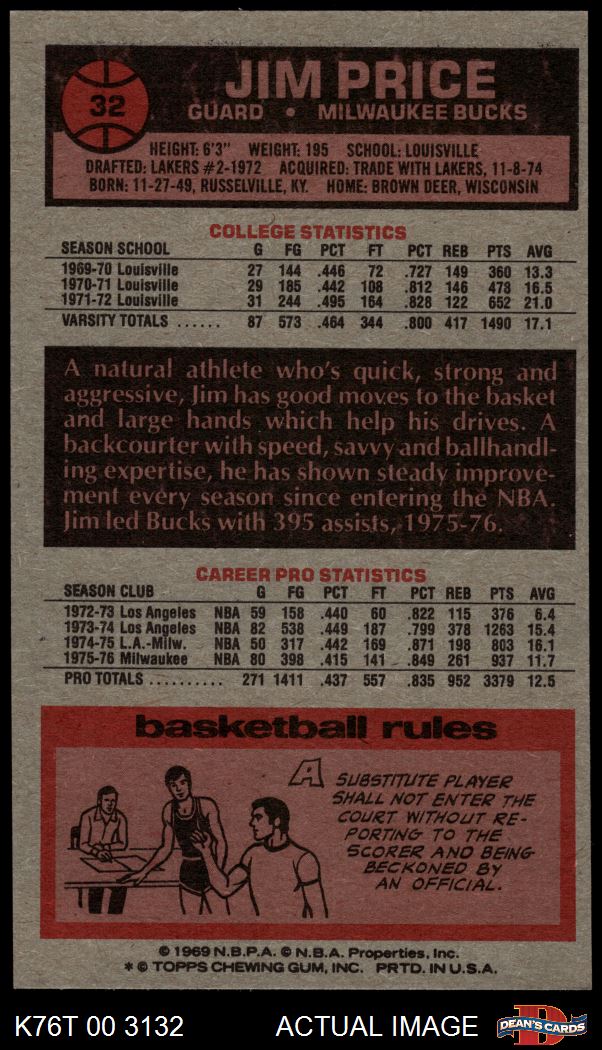 32
JIM PRICE
GUARD • MILWAUKEE BUCKS
HEIGHT: 6'3" WEIGHT: 195 SCHOOL: LOUISVILLE
DRAFTED: LAKERS #2-1972 ACQUIRED: TRADE WITH LAKERS, 11-8-74
BORN: 11-27-49, RUSSELVILLE, KY. HOME: BROWN DEER, WISCONSIN
COLLEGE STATISTICS
SEASON SCHOOL G FG PCT FT PCT REB PTS AVG
1969-70 Louisville 27 144 .446 72 .727 149 360 13.3
1970-71 Louisville 29 185 .442 108 .812 146 478 16.5
1971-72 Louisville 31 244 .495 164 .828 122 652 21.0
VARSITY TOTALS ...... 87 573 .464 344 .800 417 1490 17.1
A natural athlete who's quick, strong and
aggressive, Jim has good moves to the basket
and large hands which help his drives. A
backcourter with speed, savvy and ballhandl-
ing expertise, he has shown steady improve-
ment every season since entering the NBA.
Jim led Bucks with 395 assists, 1975-76.
CAREER PRO STATISTICS
SEASON CLUB G FG PCT FT PCT REB PTS AVG
1972-73 Los Angeles NBA 59 158 .440 60 .822 115 376 6.4
1973-74 Los Angeles NBA 82 538 .449 187 .799 378 1263 15.4
1974-75 L.A.-Milw. NBA 50 317 .442 169 .871 198 803 16.1
1975-76 Milwaukee NBA 80 398 .415 141 .849 261 937 11.7
PRO TOTALS .......... 271 1411 .437 557 .835 952 3379 12.5
basketball rules
A SUBSTITUTE PLAYER
SHALL NOT ENTER THE
COURT WITHOUT RE-
PORTING TO THE
SCORER AND BEING
BECKONED BY
AN OFFICIAL.
© 1969 N.B.P.A. © N.B.A. Properties, Inc.
* © TOPPS CHEWING GUM, INC. PRTD. IN U.S.A.
K76T 00 3132 ACTUAL IMAGE
D
DEAN'S CARDS